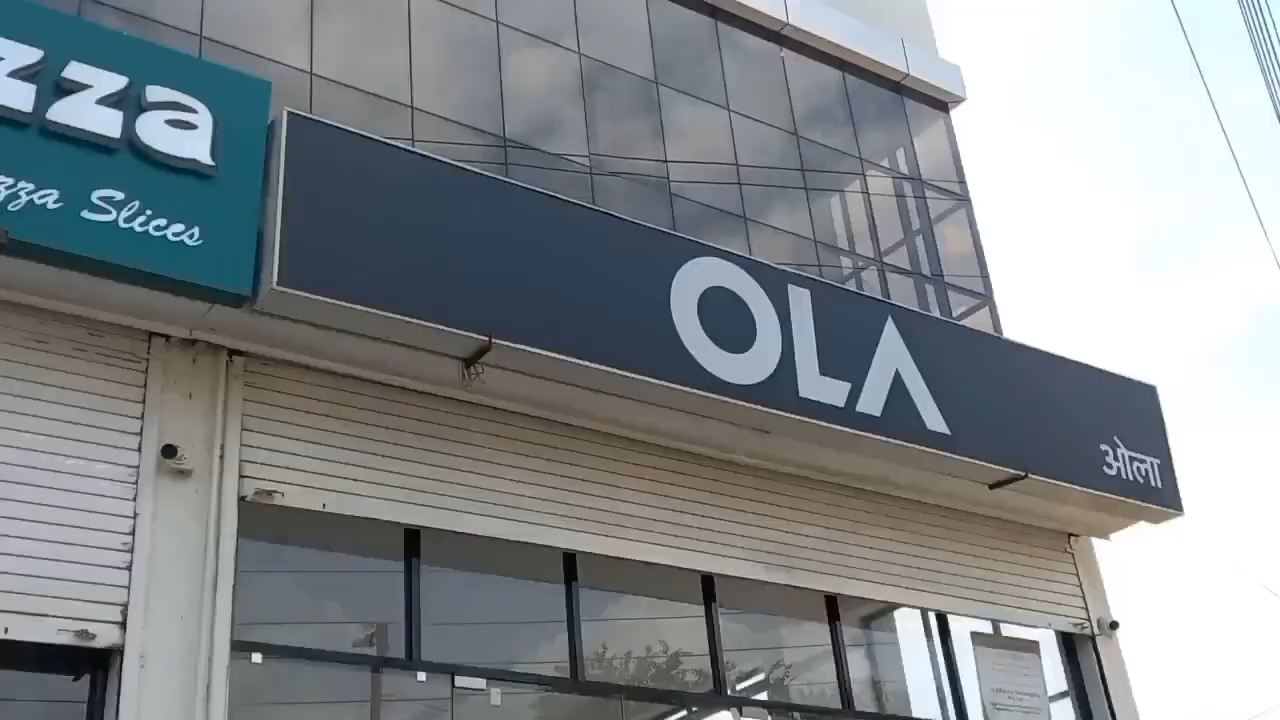 zza
zza Slices
OLA
ओला